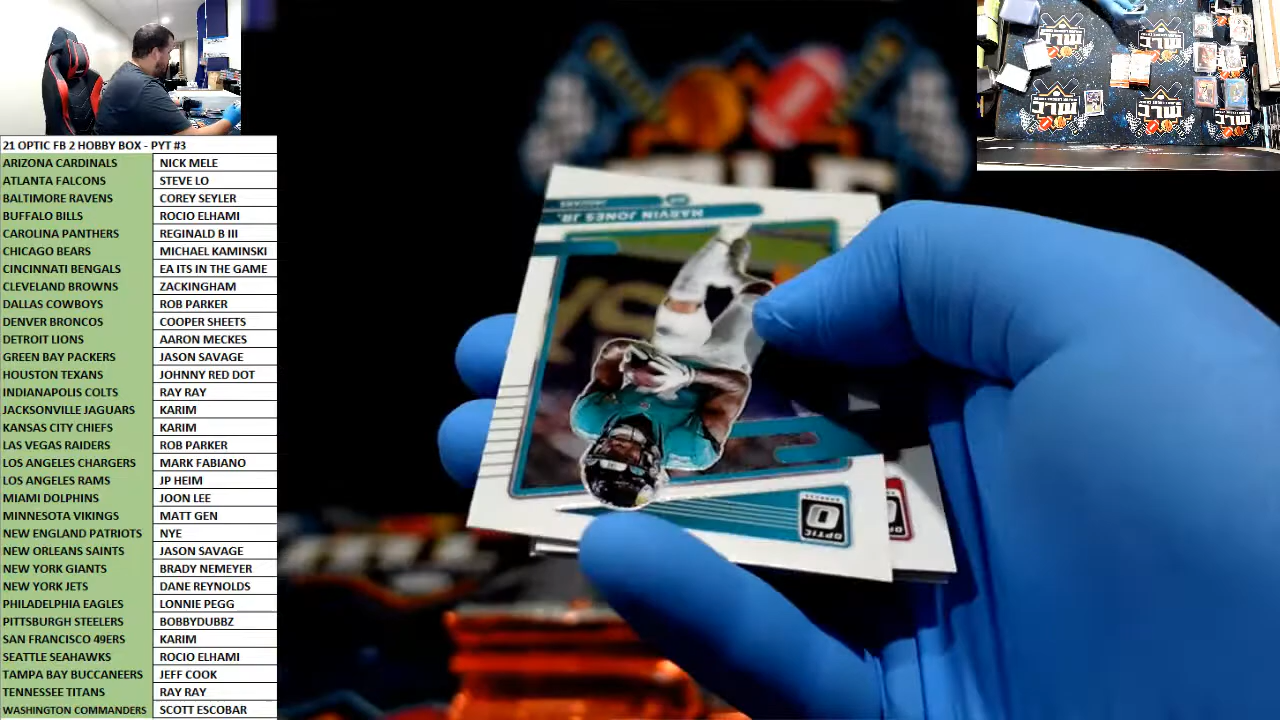 21 OPTIC FB 2 HOBBY BOX - PYT #3
ARIZONA CARDINALS NICK MELE
ATLANTA FALCONS STEVE LO
BALTIMORE RAVENS COREY SEYLER
BUFFALO BILLS ROCIO ELHAMI
CAROLINA PANTHERS REGINALD B III
CHICAGO BEARS MICHAEL KAMINSKI
CINCINNATI BENGALS EA ITS IN THE GAME
CLEVELAND BROWNS ZACKINGHAM
DALLAS COWBOYS ROB PARKER
DENVER BRONCOS COOPER SHEETS
DETROIT LIONS AARON MECKES
GREEN BAY PACKERS JASON SAVAGE
HOUSTON TEXANS JOHNNY RED DOT
INDIANAPOLIS COLTS RAY RAY
JACKSONVILLE JAGUARS KARIM
KANSAS CITY CHIEFS KARIM
LAS VEGAS RAIDERS ROB PARKER
LOS ANGELES CHARGERS MARK FABIANO
LOS ANGELES RAMS JP HEIM
MIAMI DOLPHINS JOON LEE
MINNESOTA VIKINGS MATT GEN
NEW ENGLAND PATRIOTS NYE
NEW ORLEANS SAINTS JASON SAVAGE
NEW YORK GIANTS BRADY NEMEYER
NEW YORK JETS DANE REYNOLDS
PHILADELPHIA EAGLES LONNIE PEGG
PITTSBURGH STEELERS BOBBYDUBBZ
SAN FRANCISCO 49ERS KARIM
SEATTLE SEAHAWKS ROCIO ELHAMI
TAMPA BAY BUCCANEERS JEFF COOK
TENNESSEE TITANS RAY RAY
WASHINGTON COMMANDERS SCOTT ESCOBAR
JAGUARS
MARVIN JONES JR.
OPTIC